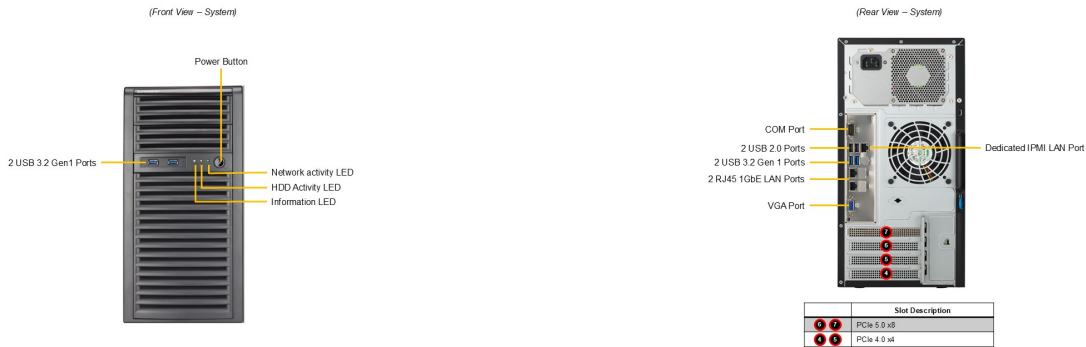 (Front View – System)
Power Button
2 USB 3.2 Gen1 Ports
Network activity LED
HDD Activity LED
Information LED
(Rear View – System)
COM Port
2 USB 2.0 Ports
Dedicated IPMI LAN Port
2 USB 3.2 Gen 1 Ports
2 RJ45 1GbE LAN Ports
VGA Port
7
6
5
4
Slot Description
6 7 PCIe 5.0 x8
4 5 PCIe 4.0 x4